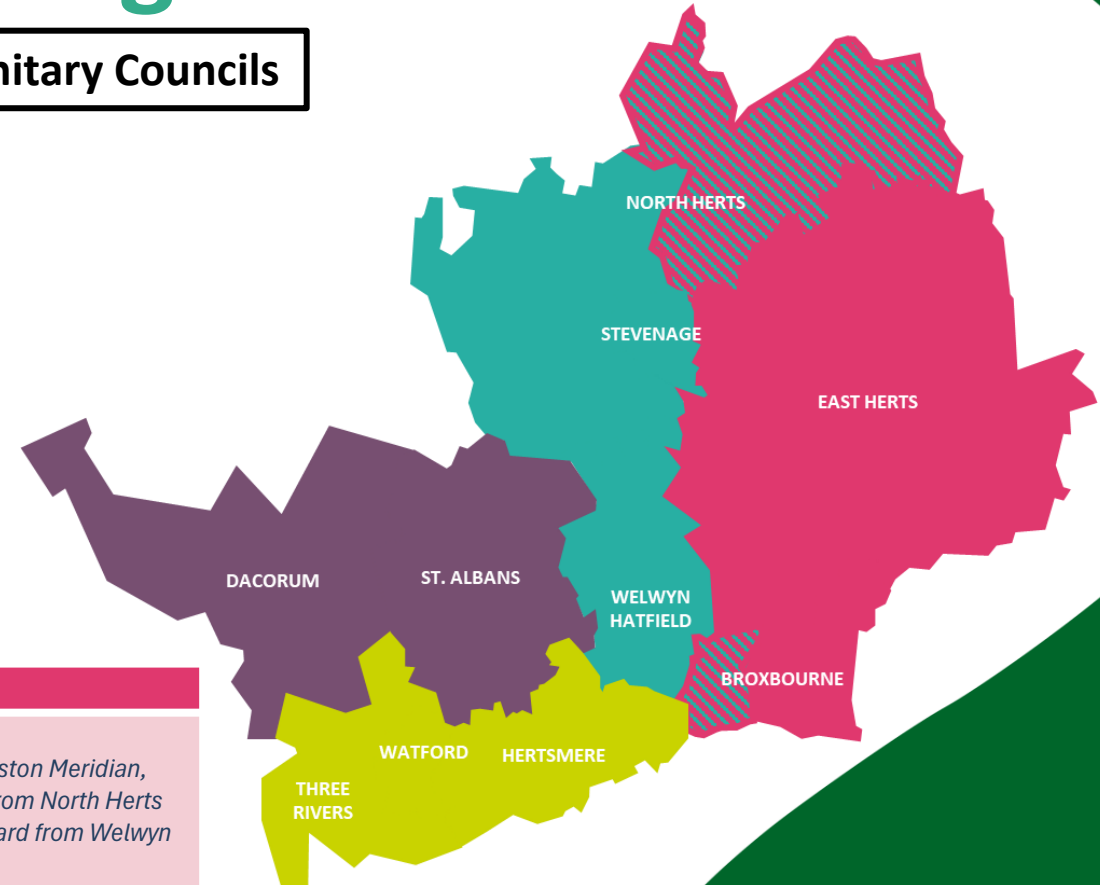 g
nitary Councils
NORTH HERTS
STEVENAGE
EAST HERTS
DACORUM
ST. ALBANS
WELWYN
HATFIELD
BROXBOURNE
WATFORD
HERTSMERE
THREE
RIVERS
ston Meridian,
rom North Herts
ard from Welwyn